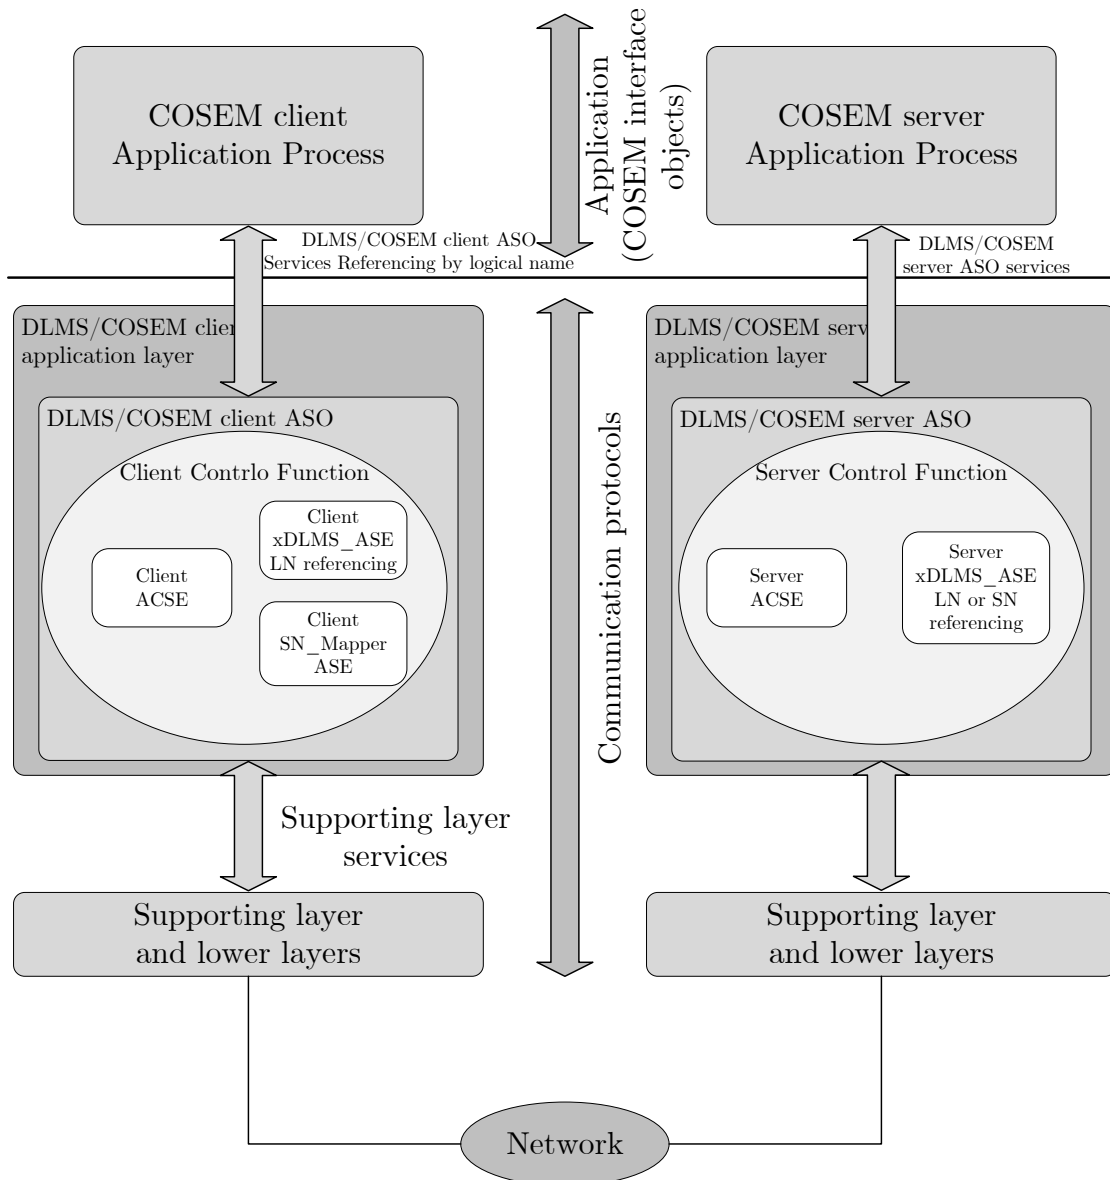 COSEM client
Application Process
Application
(COSEM interface
objects)
COSEM server
Application Process
DLMS/COSEM client ASO
Services Referencing by logical name
DLMS/COSEM
server ASO services
DLMS/COSEM clie
application layer
DLMS/COSEM client ASO
Client Contrlo Function
Client
xDLMS_ASE
LN referencing
Client
ACSE
Client
SN_Mapper
ASE
Communication protocols
DLMS/COSEM serv
application layer
DLMS/COSEM server ASO
Server Control Function
Server
ACSE
Server
xDLMS_ASE
LN or SN
referencing
Supporting layer
services
Supporting layer
and lower layers
Supporting layer
and lower layers
Network